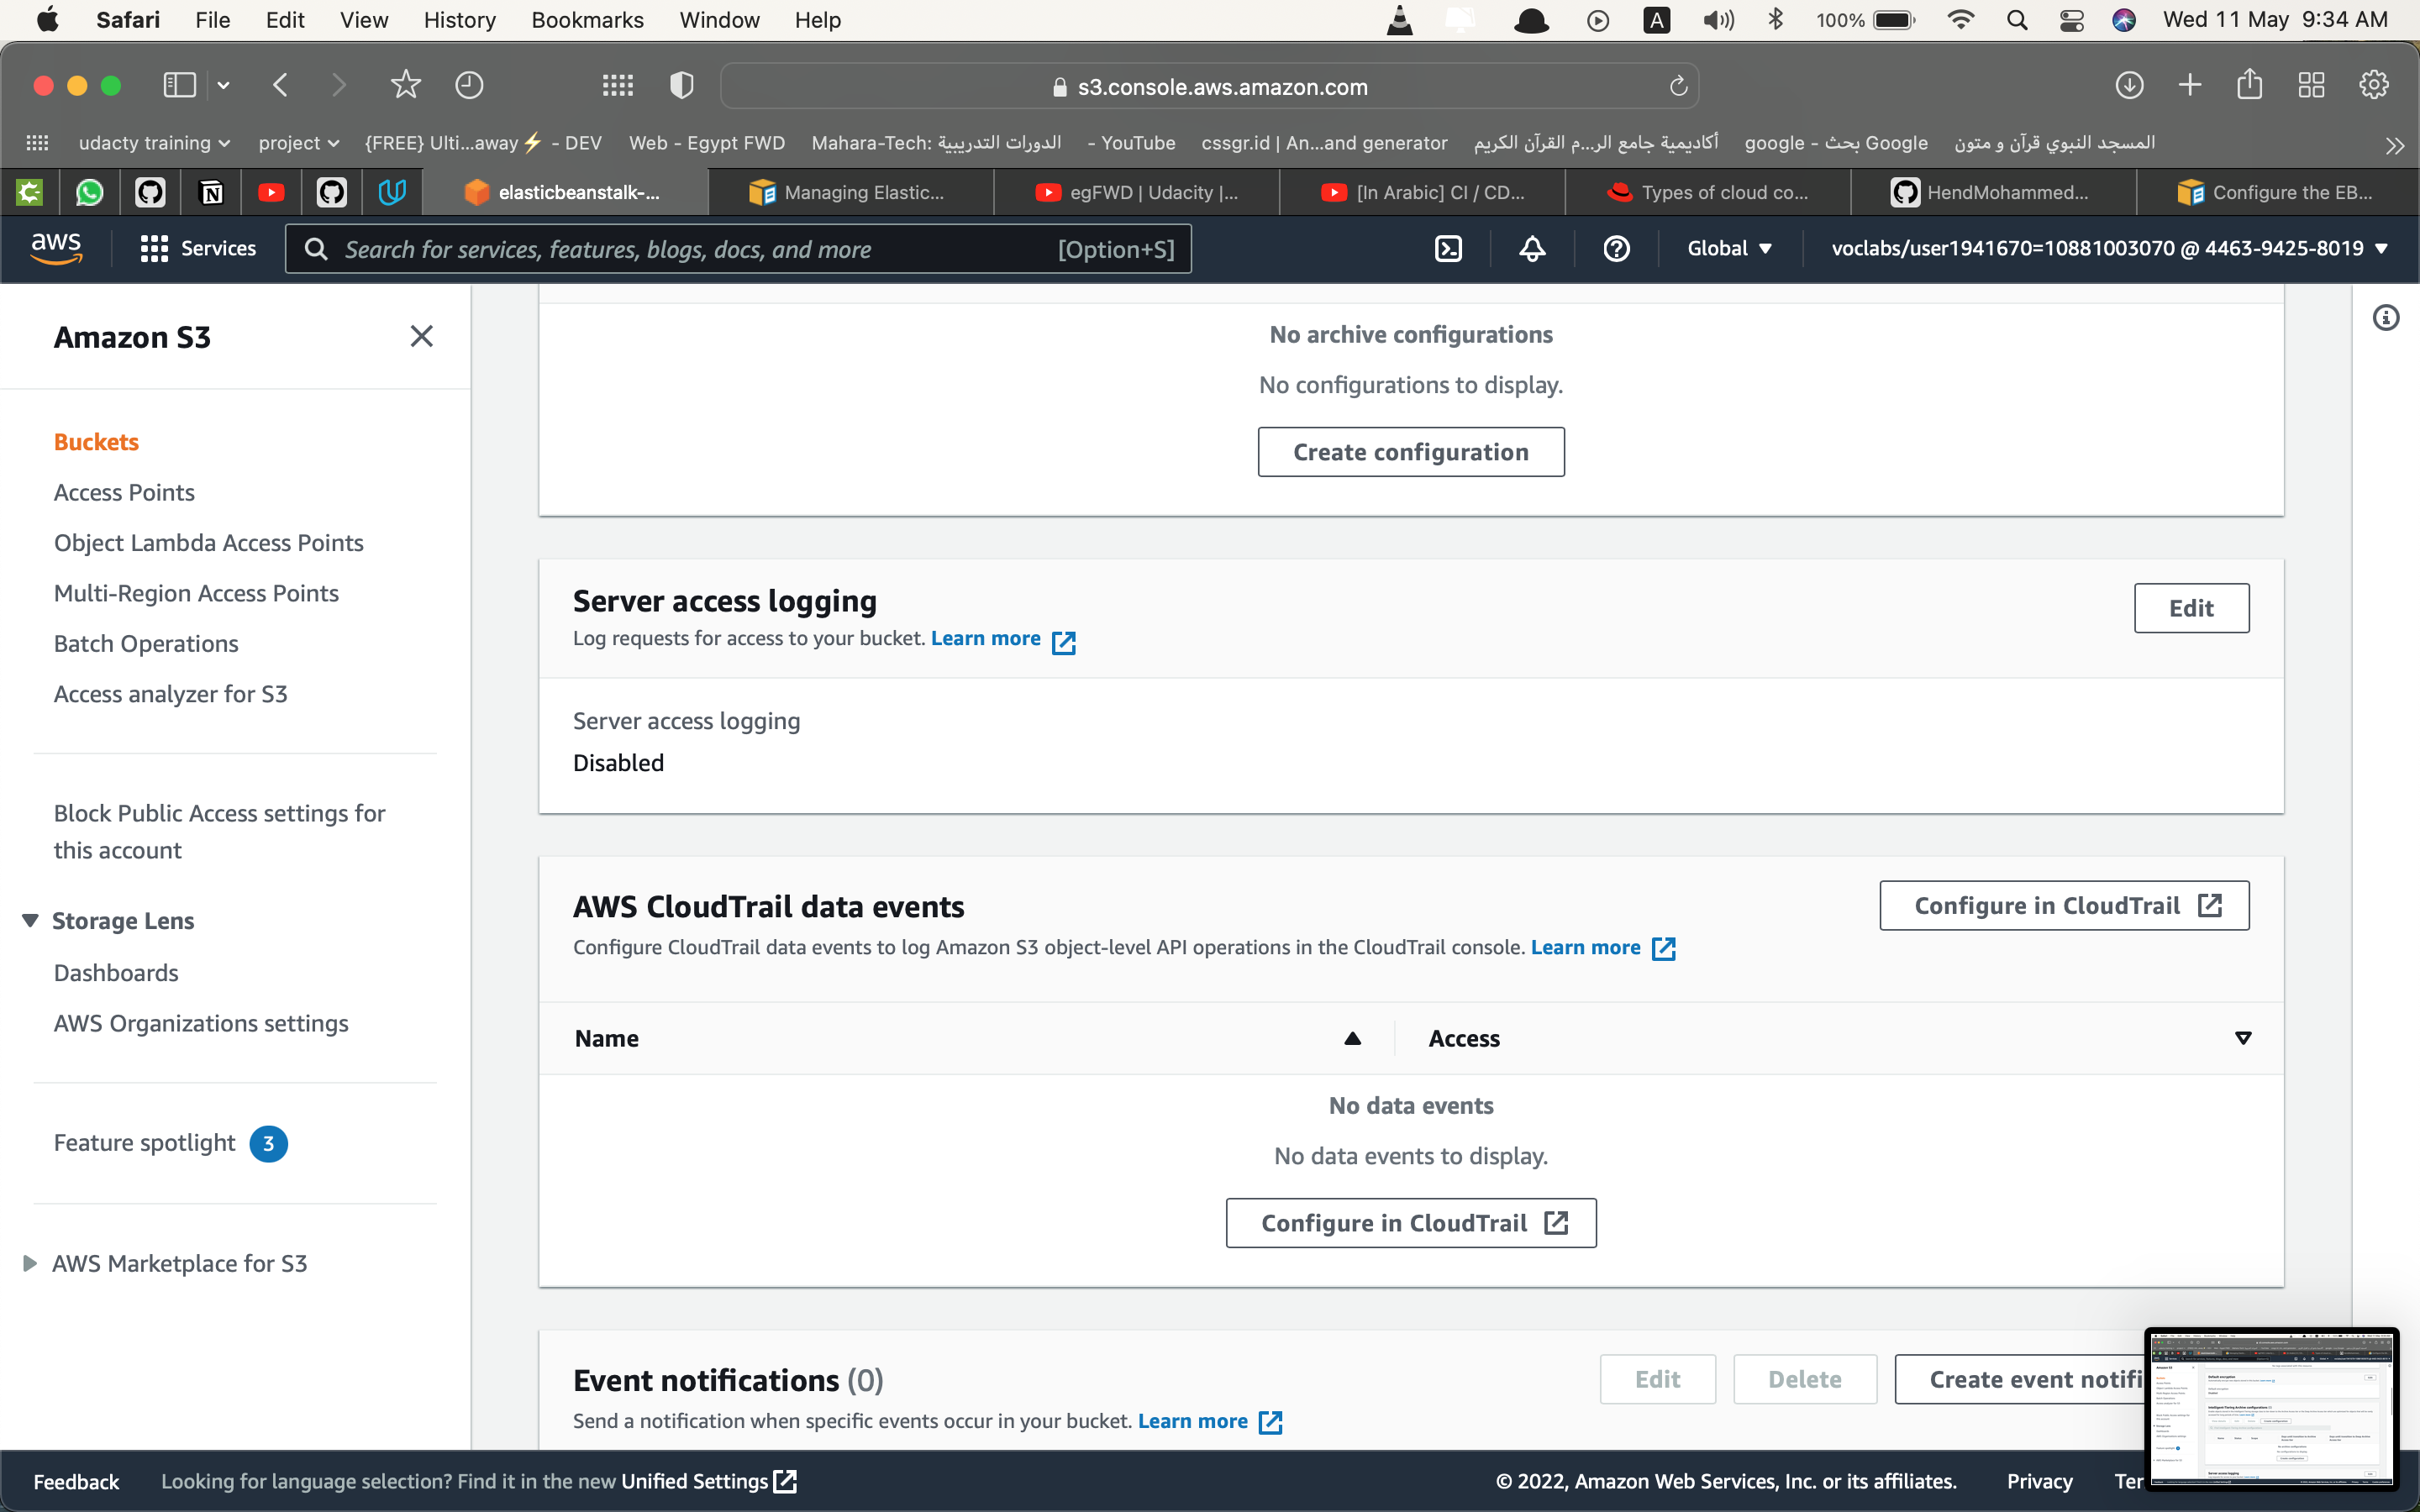 Safari File Edit View History Bookmarks Window Help A 100% Wed 11 May 9:34 AM
s3.console.aws.amazon.com
udacty training project {FREE} Ulti...away⚡ - DEV Web - Egypt FWD Mahara-Tech: الدورات التدريبية - YouTube cssgr.id | An...and generator أكاديمية جامع الر...م القرآن الكريم google - بحث Google المسجد النبوي قرآن و متون
elasticbeanstalk-... Managing Elastic... egFWD | Udacity |... [In Arabic] CI / CD... Types of cloud co... HendMohammed... Configure the EB...
aws Services Search for services, features, blogs, docs, and more [Option+S] Global voclabs/user1941670=10881003070 @ 4463-9425-8019
Amazon S3
Buckets
Access Points
Object Lambda Access Points
Multi-Region Access Points
Batch Operations
Access analyzer for S3
Block Public Access settings for
this account
Storage Lens
Dashboards
AWS Organizations settings
Feature spotlight 3
AWS Marketplace for S3
No archive configurations
No configurations to display.
Create configuration
Server access logging
Edit
Log requests for access to your bucket. Learn more
Server access logging
Disabled
AWS CloudTrail data events
Configure in CloudTrail
Configure CloudTrail data events to log Amazon S3 object-level API operations in the CloudTrail console. Learn more
Name Access
No data events
No data events to display.
Configure in CloudTrail
Event notifications (0)
Edit Delete Create event notifi
Send a notification when specific events occur in your bucket. Learn more
Feedback Looking for language selection? Find it in the new Unified Settings © 2022, Amazon Web Services, Inc. or its affiliates. Privacy Ter